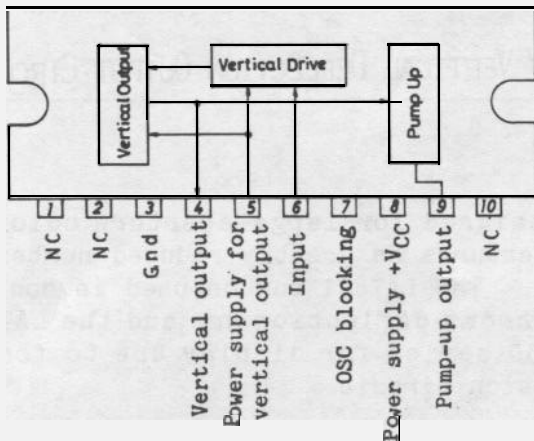 Vertical Output
Vertical Drive
Pump Up
1
2
3
4
5
6
7
8
9
10
NC
NC
Gnd
Vertical output
Power supply for
vertical output
Input
OSC blocking
Power supply +VCC
Pump-up output
N